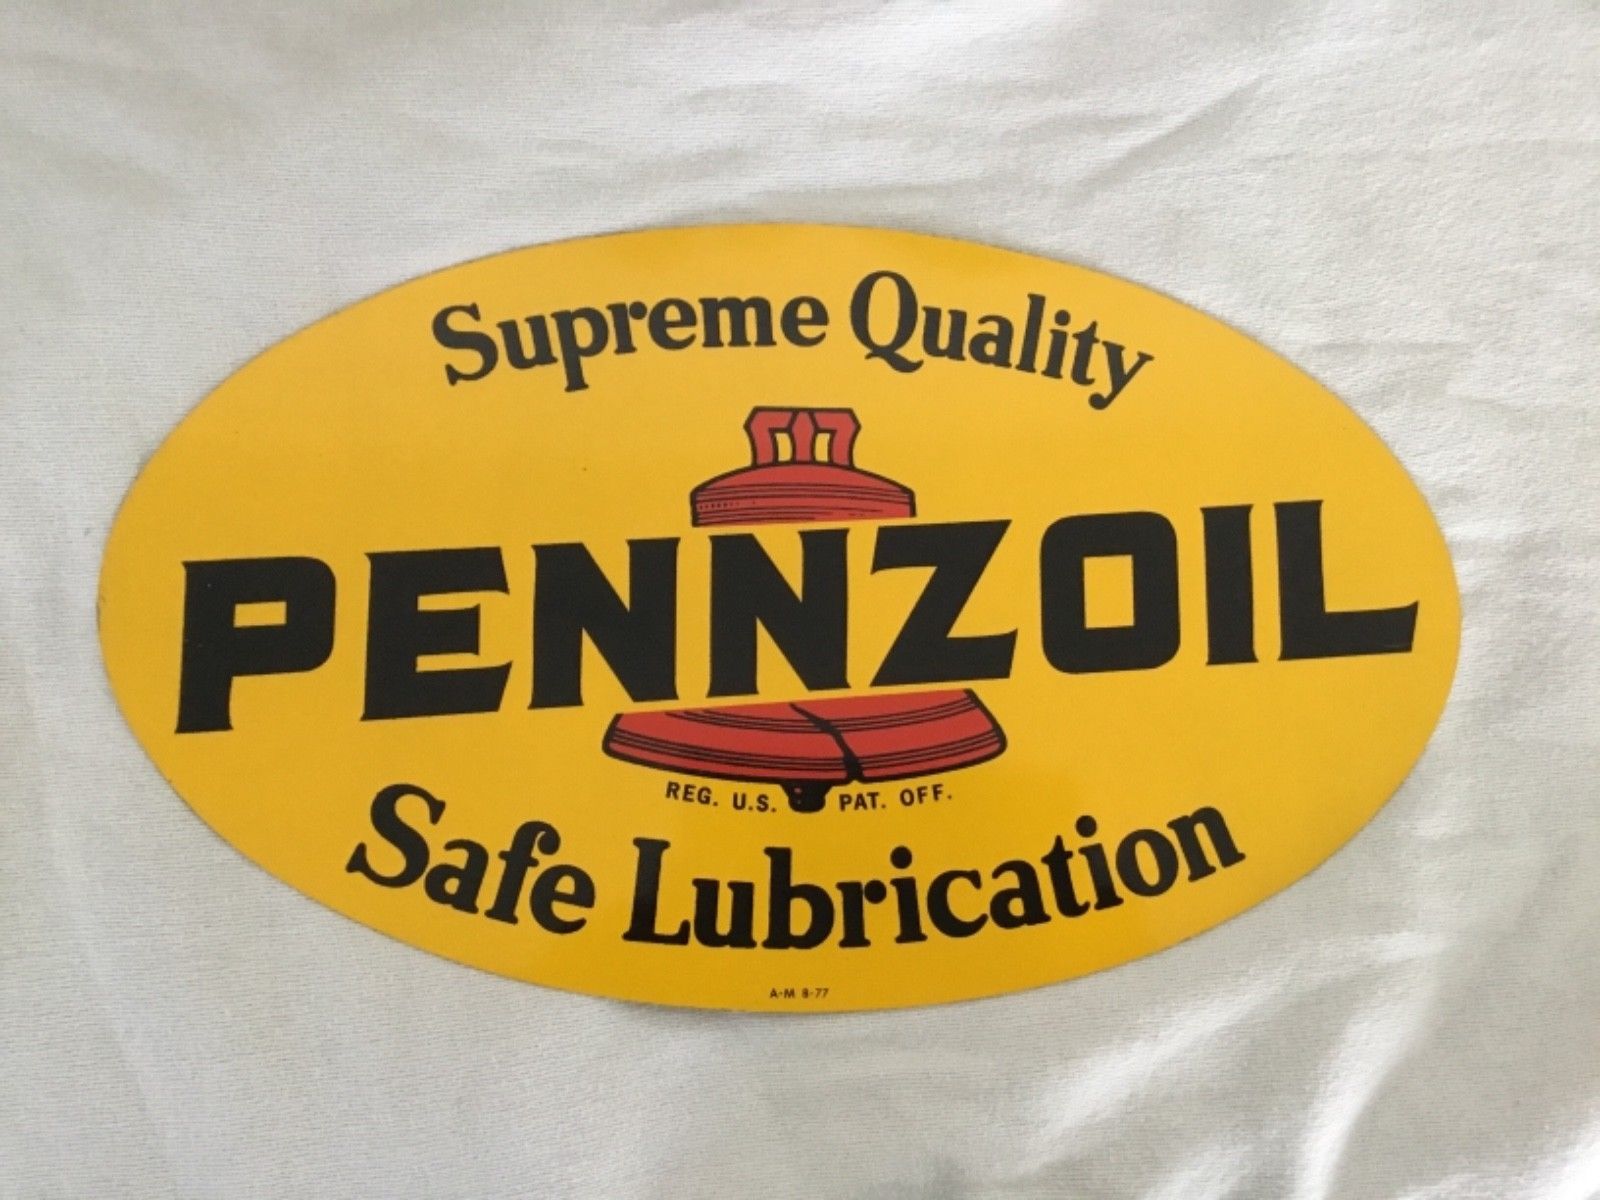 Supreme Quality
PENNZOIL
REG. U.S. PAT. OFF.
Safe Lubrication
A-M 8-77